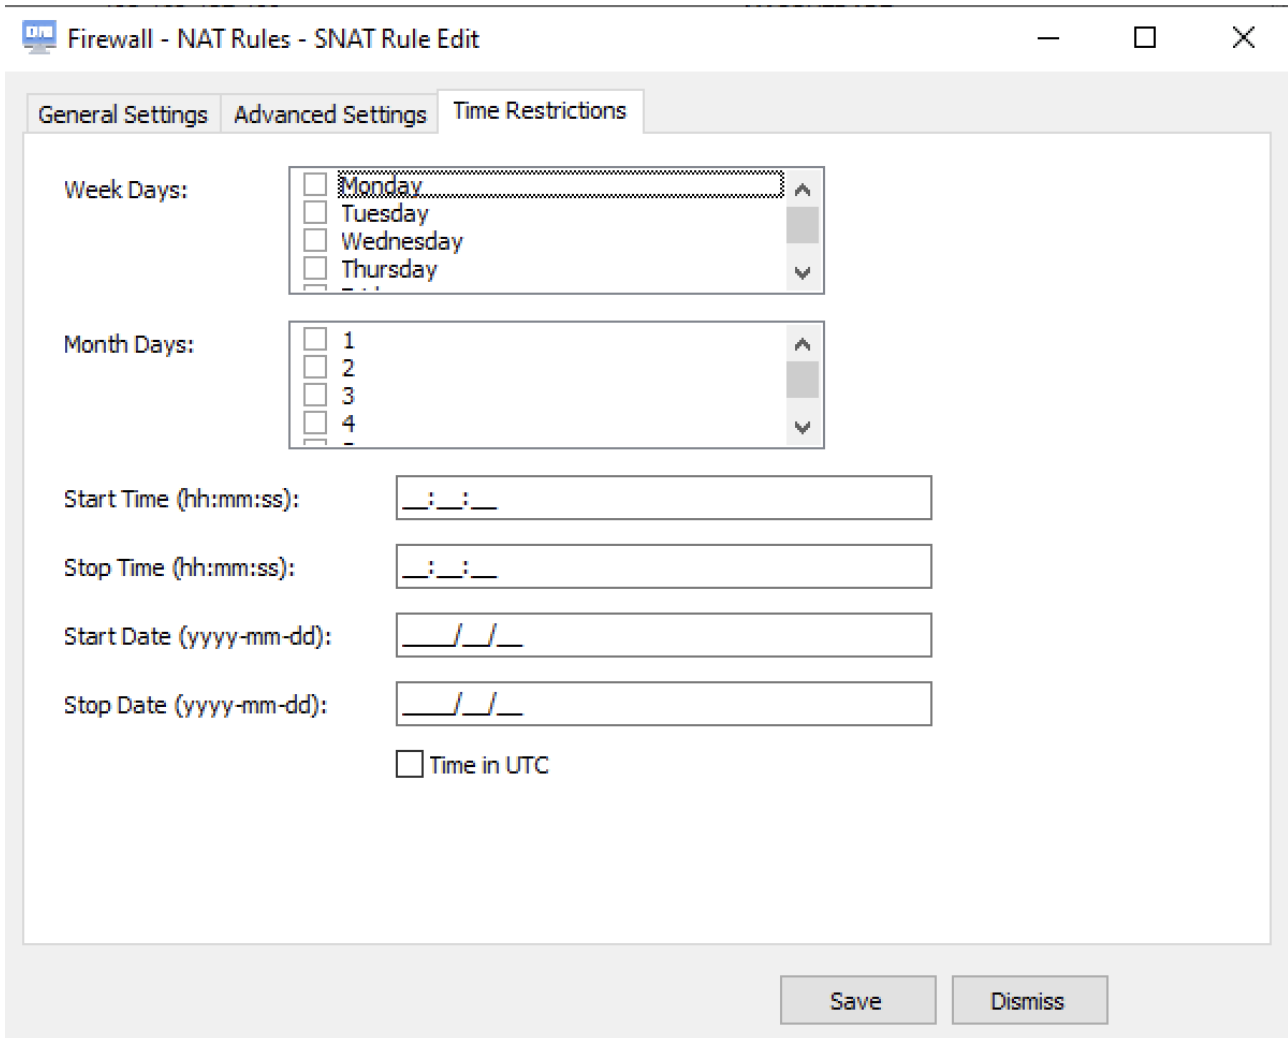 Firewall - NAT Rules - SNAT Rule Edit
General Settings Advanced Settings Time Restrictions
Week Days:
Monday
Tuesday
Wednesday
Thursday
Month Days:
1
2
3
4
Start Time (hh:mm:ss): __:__:__
Stop Time (hh:mm:ss): __:__:__
Start Date (yyyy-mm-dd): ____/__/__
Stop Date (yyyy-mm-dd): ____/__/__
Time in UTC
Save Dismiss